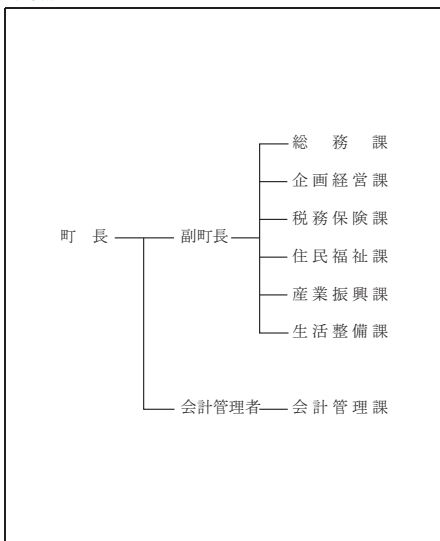 総務課
企画経営課
税務保険課
町長 副町長
住民福祉課
産業振興課
生活整備課
会計管理者 会計管理課